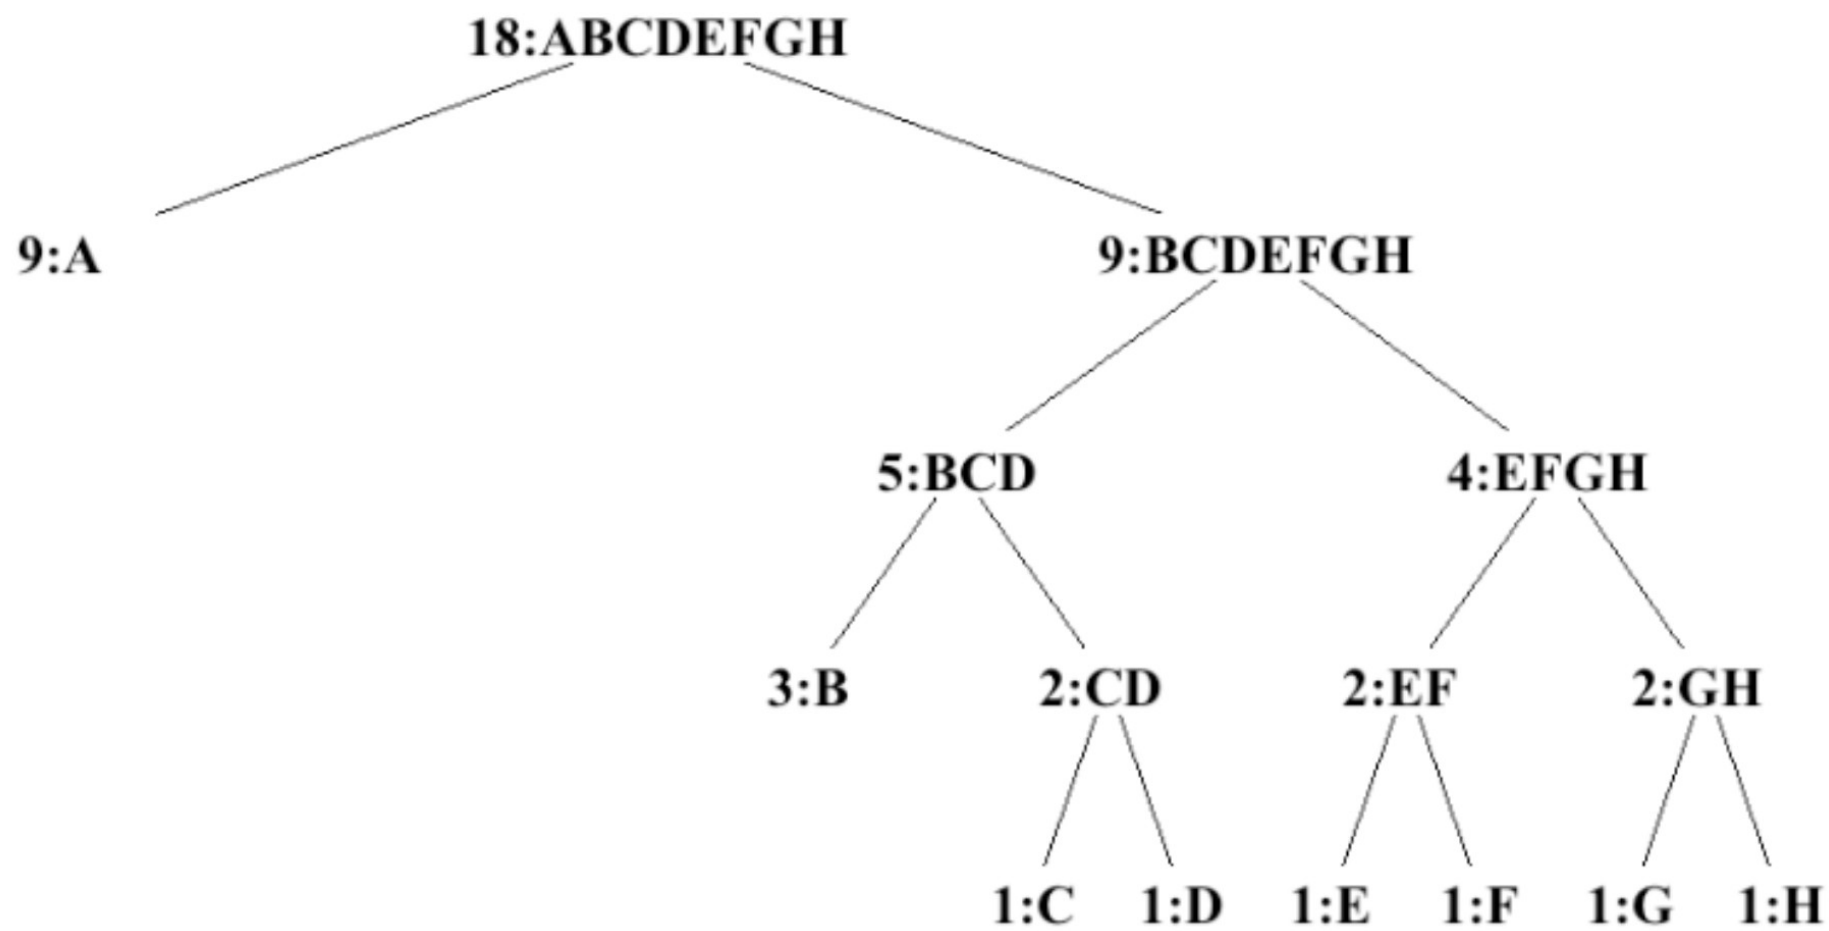 18:ABCDEFGH
9:A
9:BCDEFGH
5:BCD
4:EFGH
3:B
2:CD
2:EF
2:GH
1:C
1:D
1:E
1:F
1:G
1:H